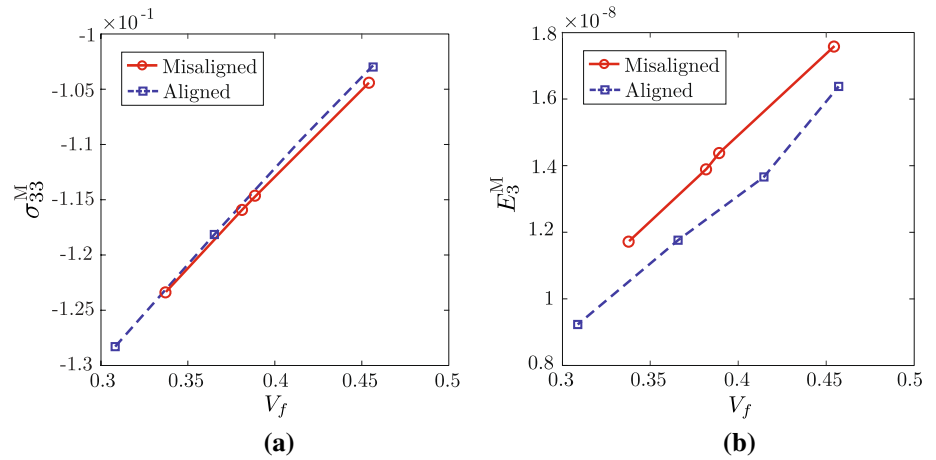 ×10⁻¹
-1
-1.05
-1.1
-1.15
-1.2
-1.25
-1.3
0.3 0.35 0.4 0.45 0.5
σ₃₃ᴹ
V_f
Misaligned
Aligned
(a)
×10⁻⁸
1.8
1.6
1.4
1.2
1
0.8
0.3 0.35 0.4 0.45 0.5
E₃ᴹ
V_f
Misaligned
Aligned
(b)